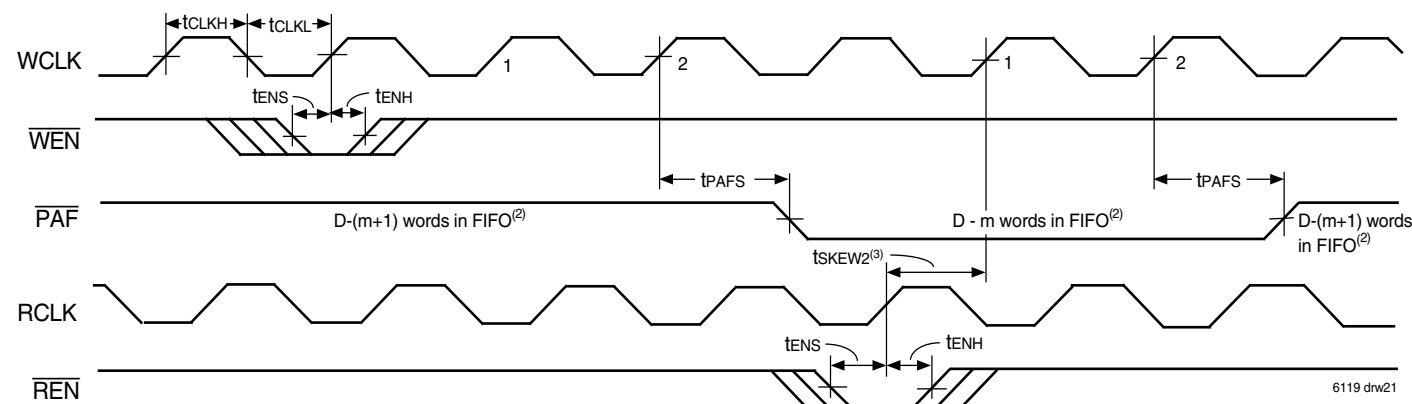 tCLKH tCLKL
WCLK 1 2 1 2
tENS tENH
WEN
tPAFS tPAFS
PAF D-(m+1) words in FIFO(2) D - m words in FIFO(2) D-(m+1) words
in FIFO(2)
tSKEW2(3)
RCLK
tENS tENH
REN 6119 drw21